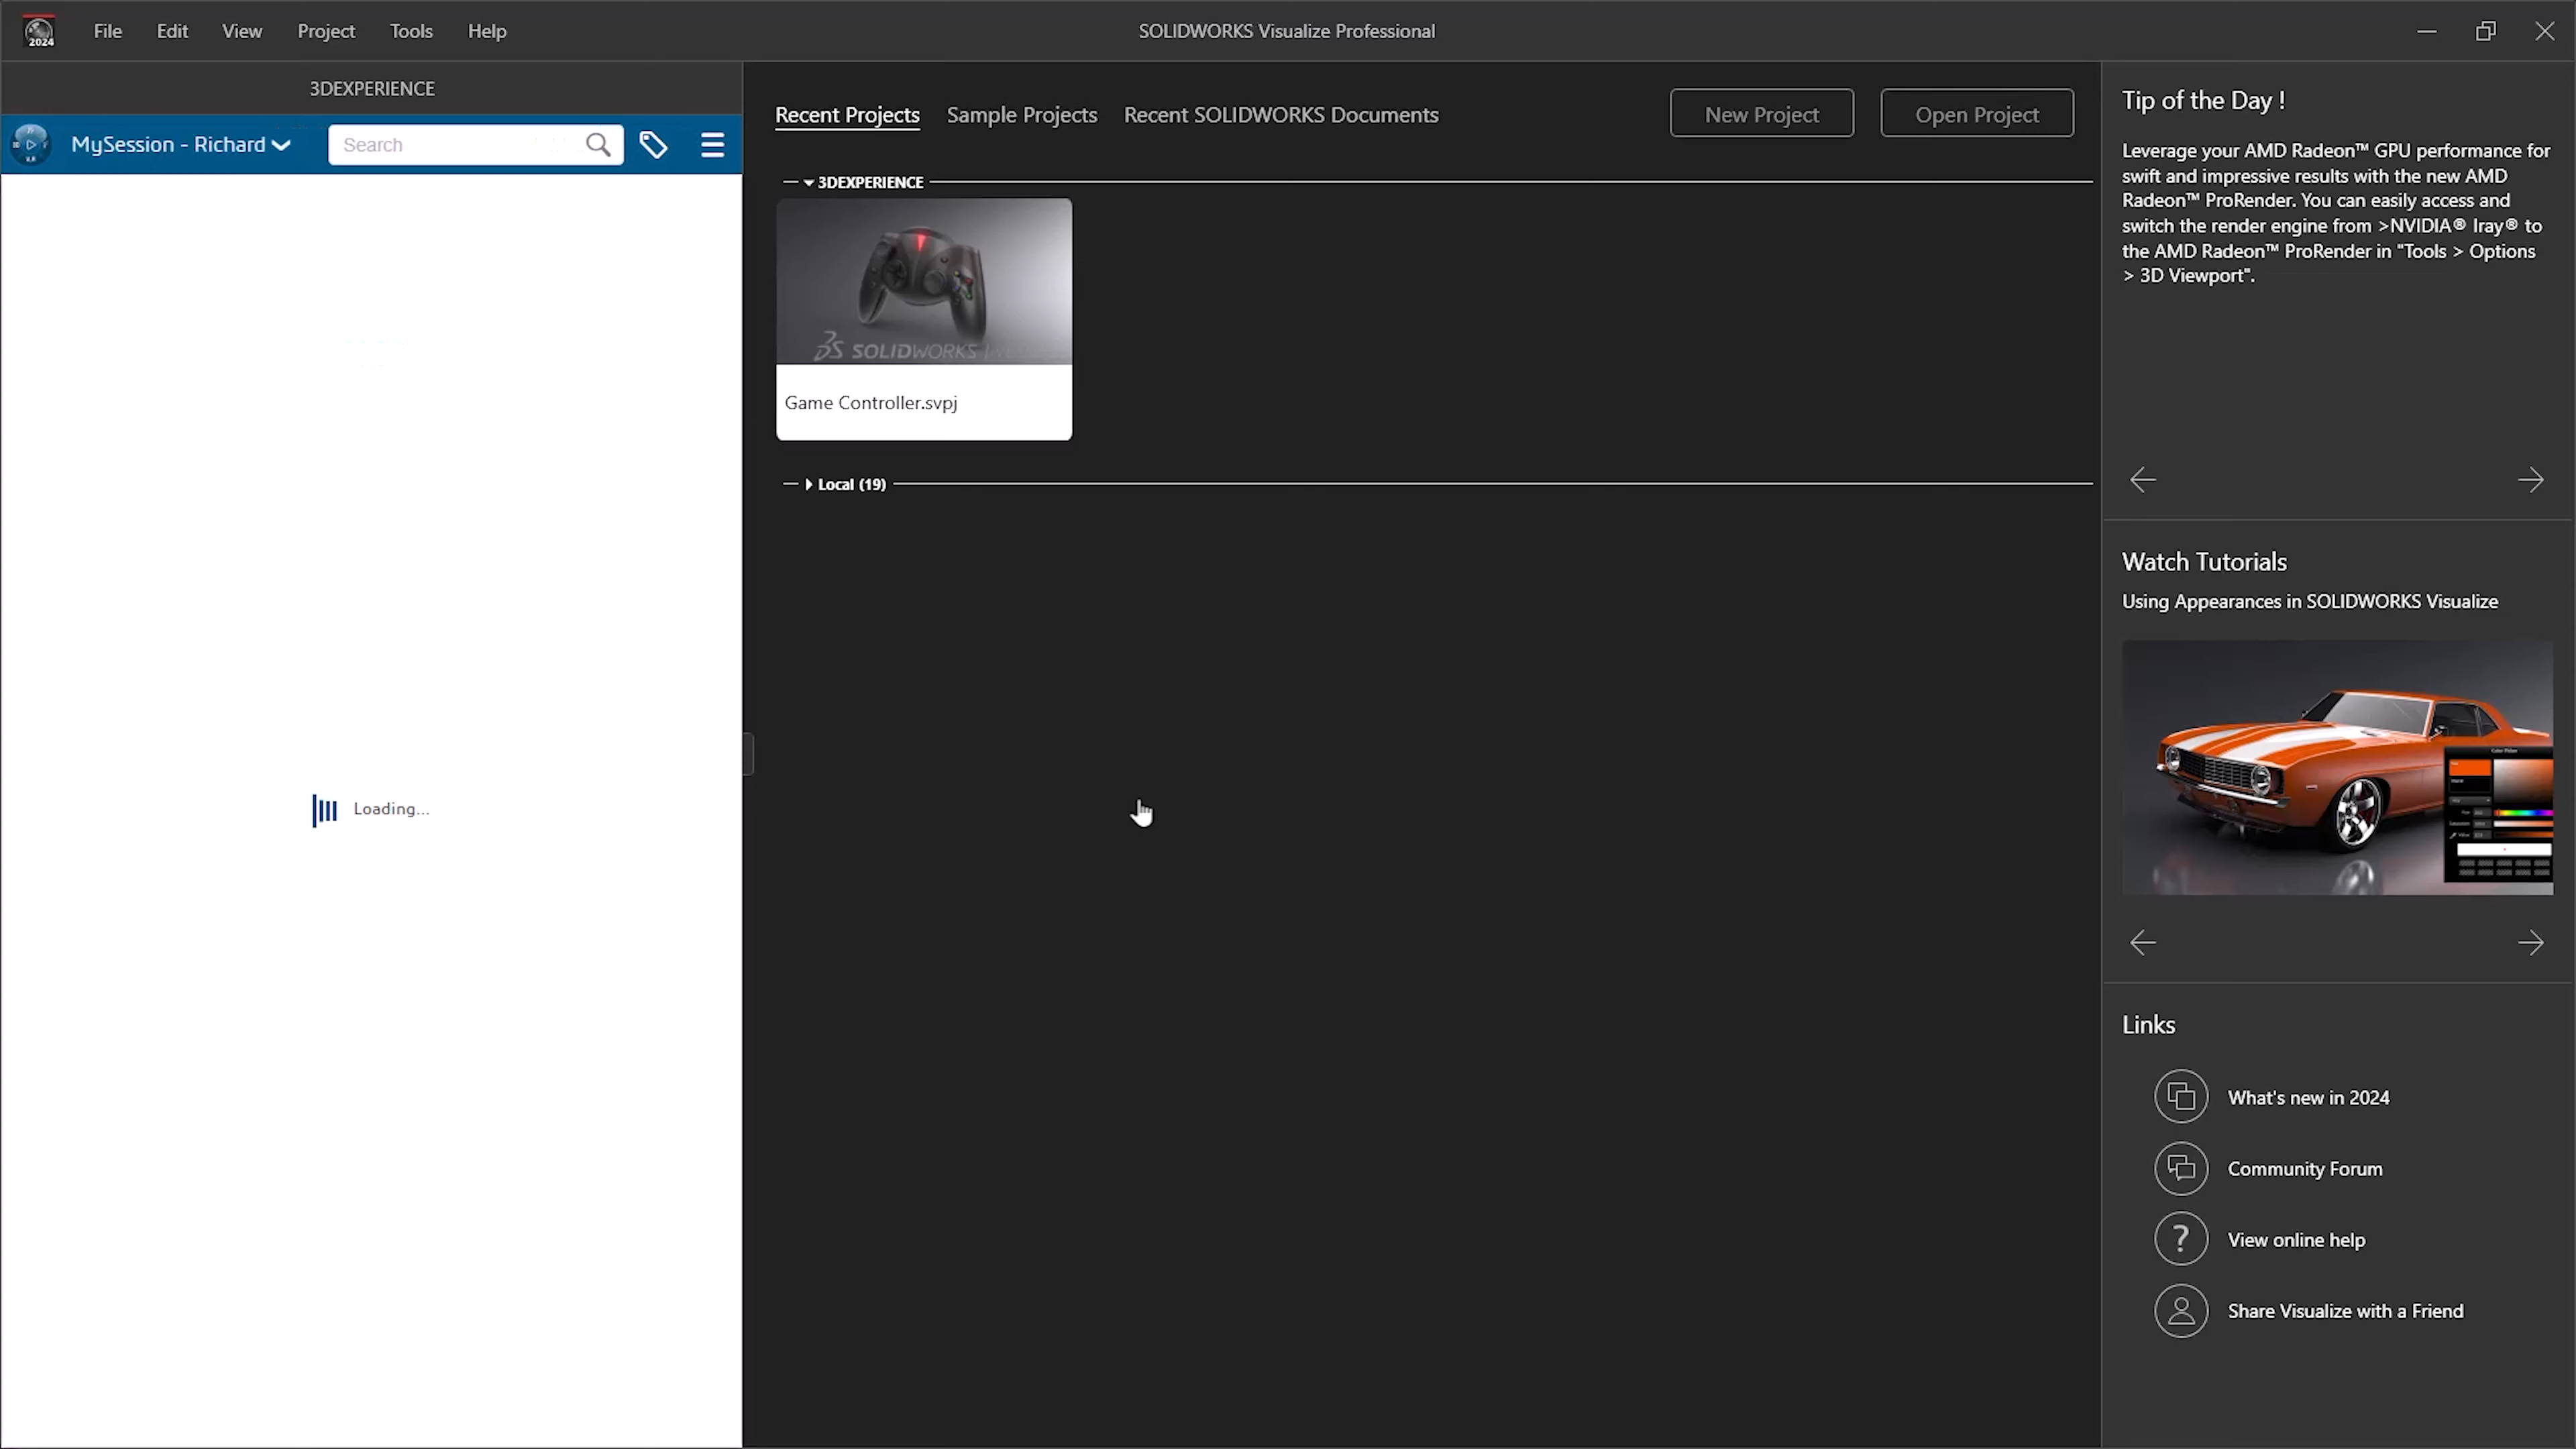 2024
File Edit View Project Tools Help
SOLIDWORKS Visualize Professional
3DEXPERIENCE
MySession - Richard
Search
Loading...
Recent Projects Sample Projects Recent SOLIDWORKS Documents
New Project Open Project
3DEXPERIENCE
SOLIDWORKS
Game Controller.svpj
Local (19)
Tip of the Day !
Leverage your AMD Radeon™ GPU performance for
swift and impressive results with the new AMD
Radeon™ ProRender. You can easily access and
switch the render engine from >NVIDIA® Iray® to
the AMD Radeon™ ProRender in "Tools > Options
> 3D Viewport".
Watch Tutorials
Using Appearances in SOLIDWORKS Visualize
Links
What's new in 2024
Community Forum
? View online help
Share Visualize with a Friend